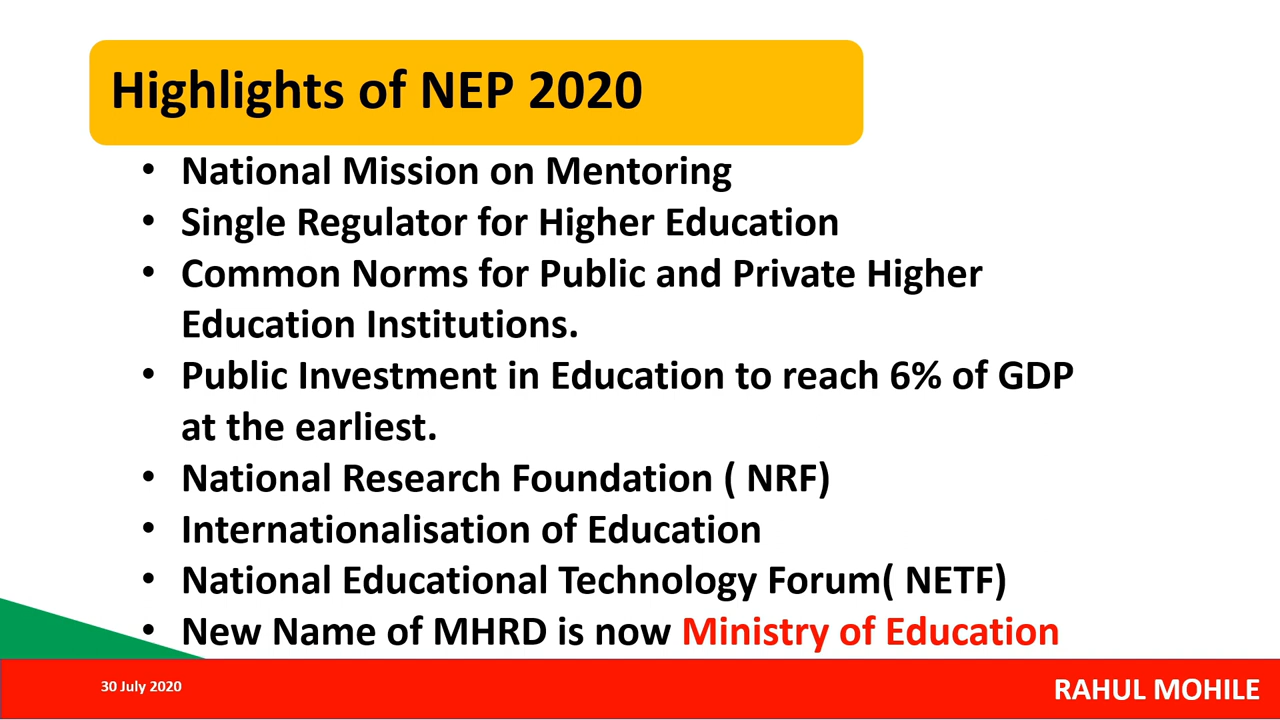 Highlights of NEP 2020
• National Mission on Mentoring
• Single Regulator for Higher Education
• Common Norms for Public and Private Higher
Education Institutions.
• Public Investment in Education to reach 6% of GDP
at the earliest.
• National Research Foundation ( NRF)
• Internationalisation of Education
• National Educational Technology Forum( NETF)
• New Name of MHRD is now Ministry of Education
30 July 2020
RAHUL MOHILE